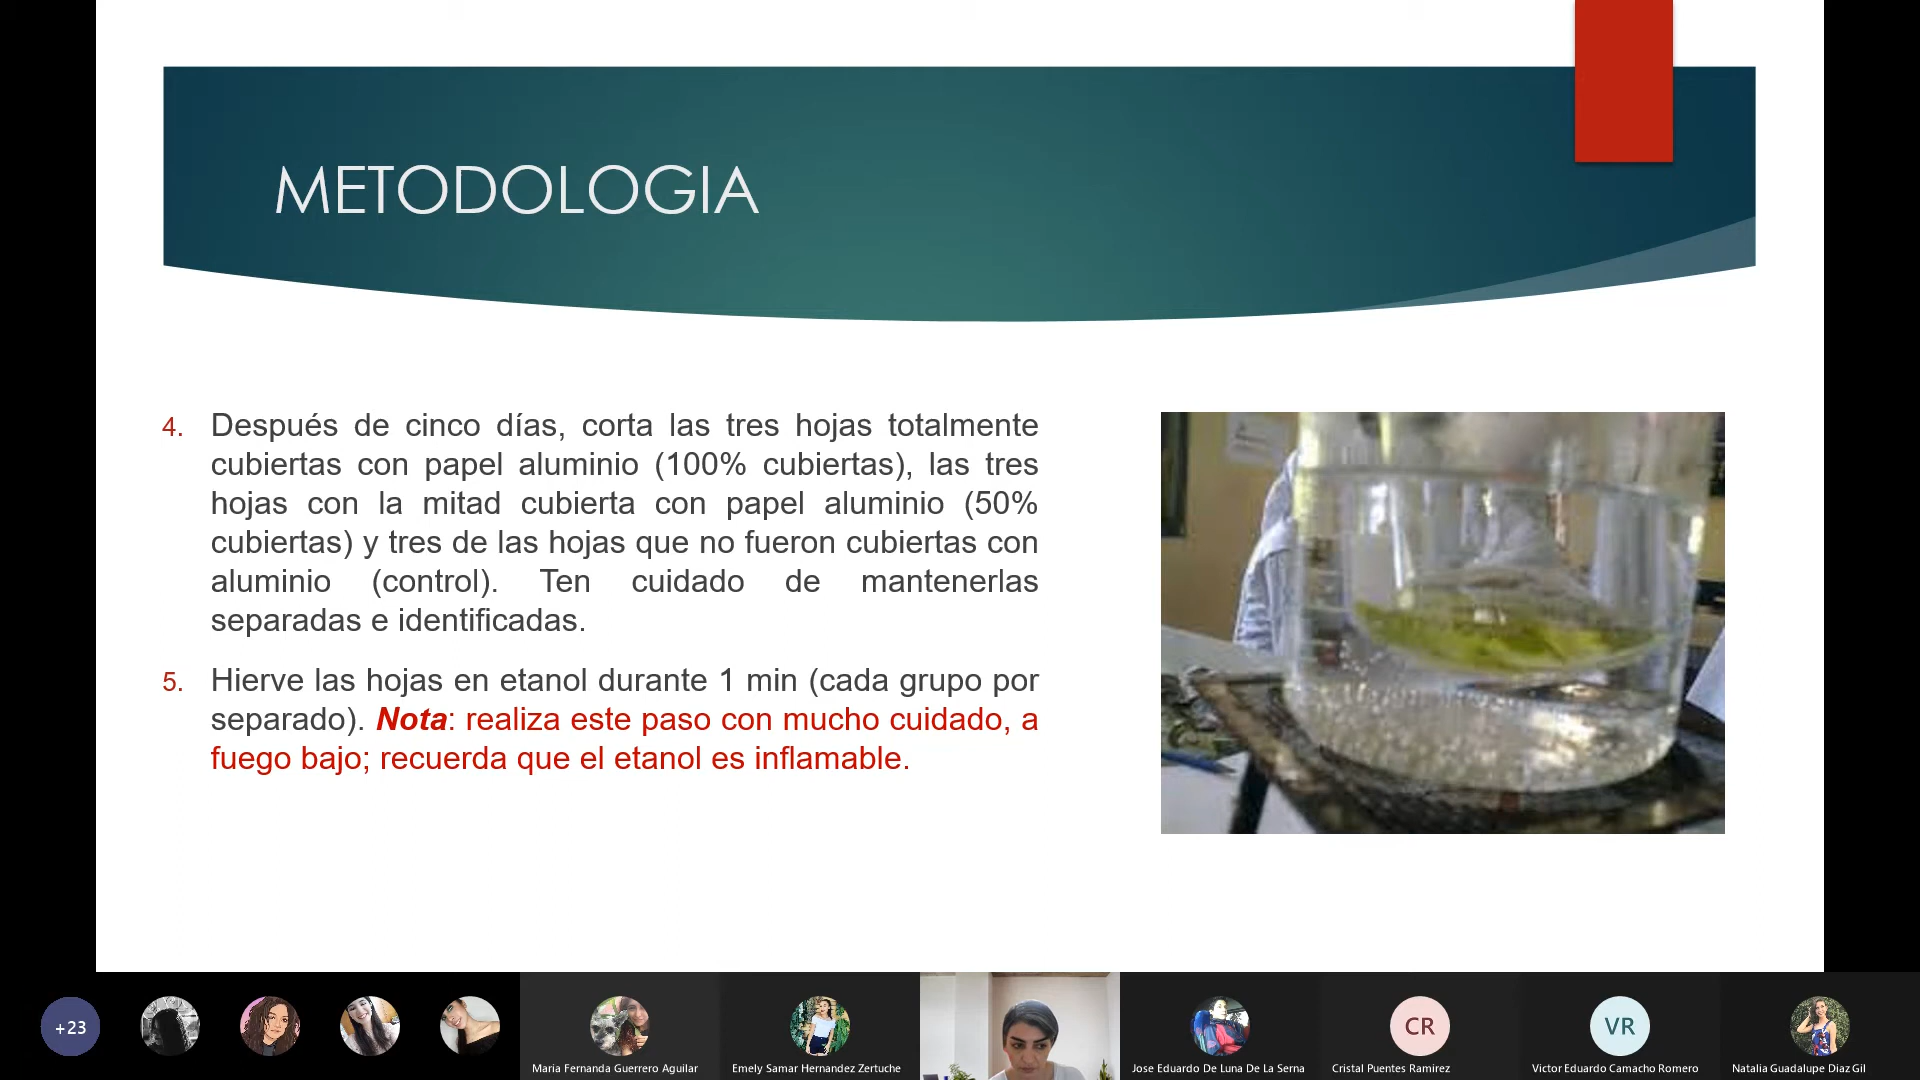 METODOLOGIA
4. Después de cinco días, corta las tres hojas totalmente
cubiertas con papel aluminio (100% cubiertas), las tres
hojas con la mitad cubierta con papel aluminio (50%
cubiertas) y tres de las hojas que no fueron cubiertas con
aluminio (control). Ten cuidado de mantenerlas
separadas e identificadas.
5. Hierve las hojas en etanol durante 1 min (cada grupo por
separado). Nota: realiza este paso con mucho cuidado, a
fuego bajo; recuerda que el etanol es inflamable.
+23
CR
VR
Maria Fernanda Guerrero Aguilar
Emely Samar Hernandez Zertuche
Jose Eduardo De Luna De La Serna
Cristal Puentes Ramirez
Victor Eduardo Camacho Romero
Natalia Guadalupe Diaz Gil